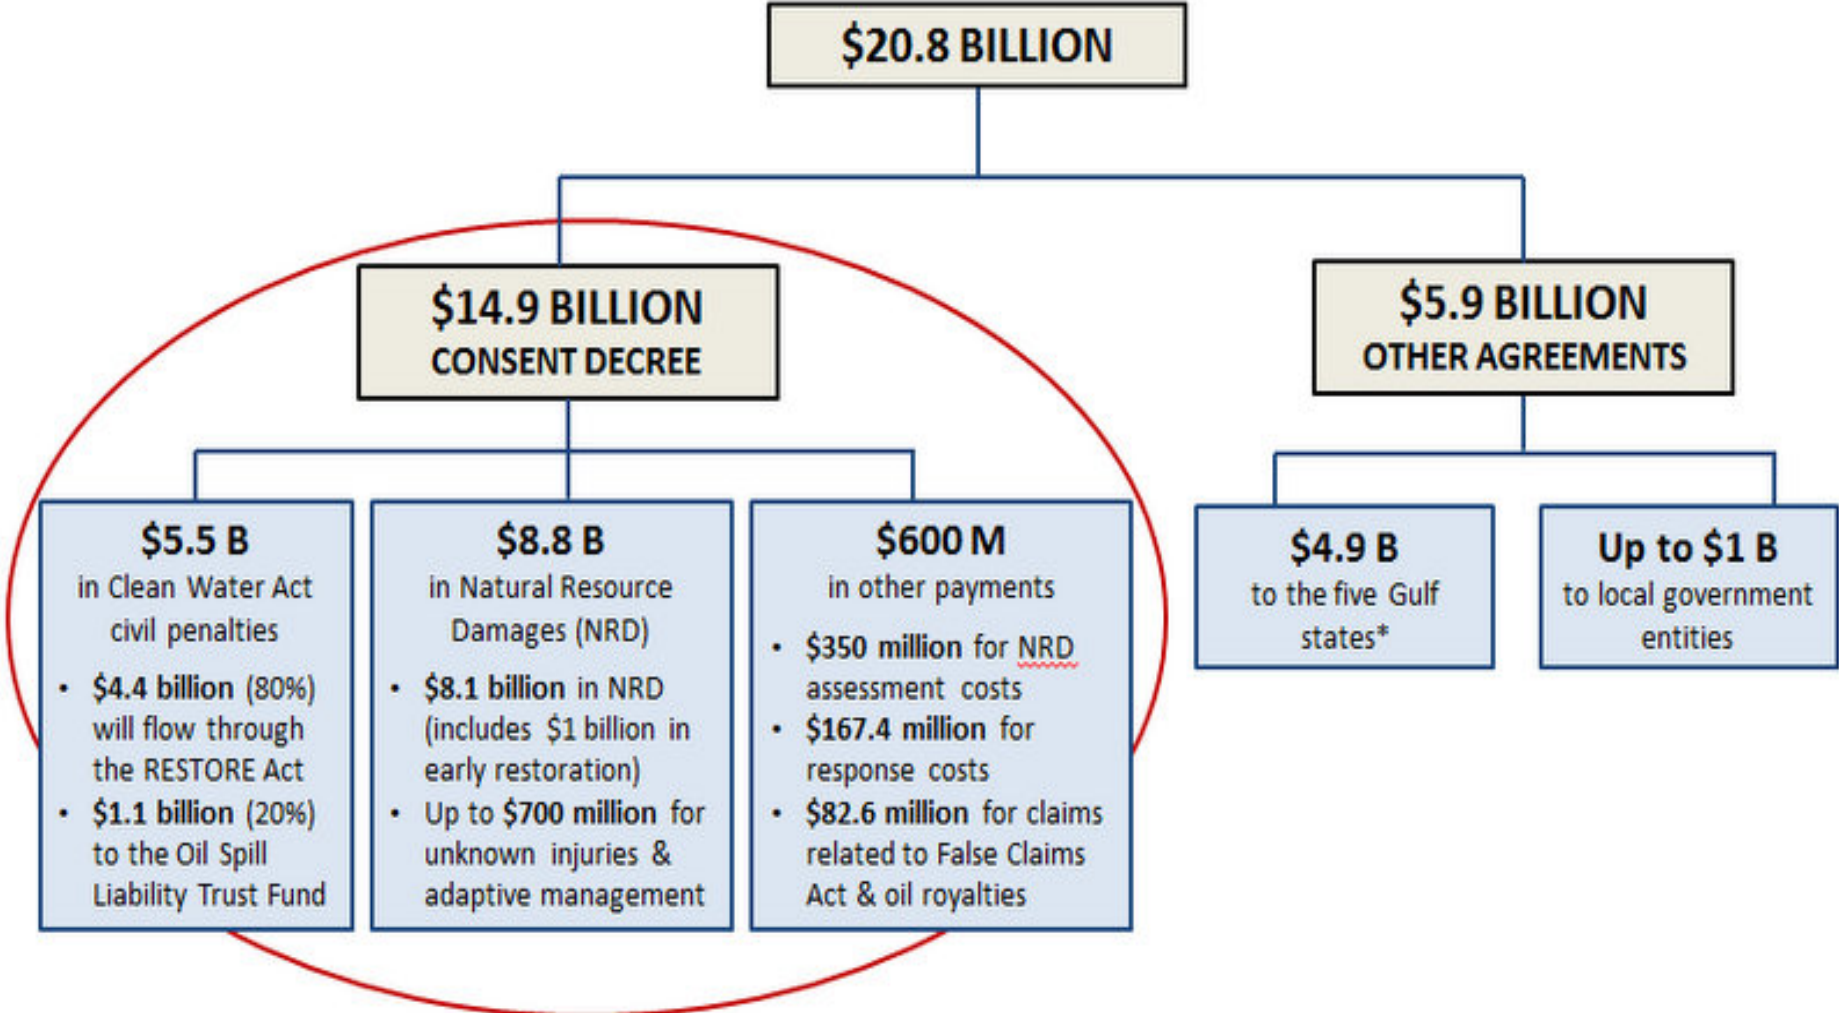 $20.8 BILLION
$14.9 BILLION
CONSENT DECREE
$5.9 BILLION
OTHER AGREEMENTS
$5.5 B
in Clean Water Act
civil penalties
• $4.4 billion (80%)
will flow through
the RESTORE Act
• $1.1 billion (20%)
to the Oil Spill
Liability Trust Fund
$8.8 B
in Natural Resource
Damages (NRD)
• $8.1 billion in NRD
(includes $1 billion in
early restoration)
• Up to $700 million for
unknown injuries &
adaptive management
$600 M
in other payments
• $350 million for NRD
assessment costs
• $167.4 million for
response costs
• $82.6 million for claims
related to False Claims
Act & oil royalties
$4.9 B
to the five Gulf
states*
Up to $1 B
to local government
entities